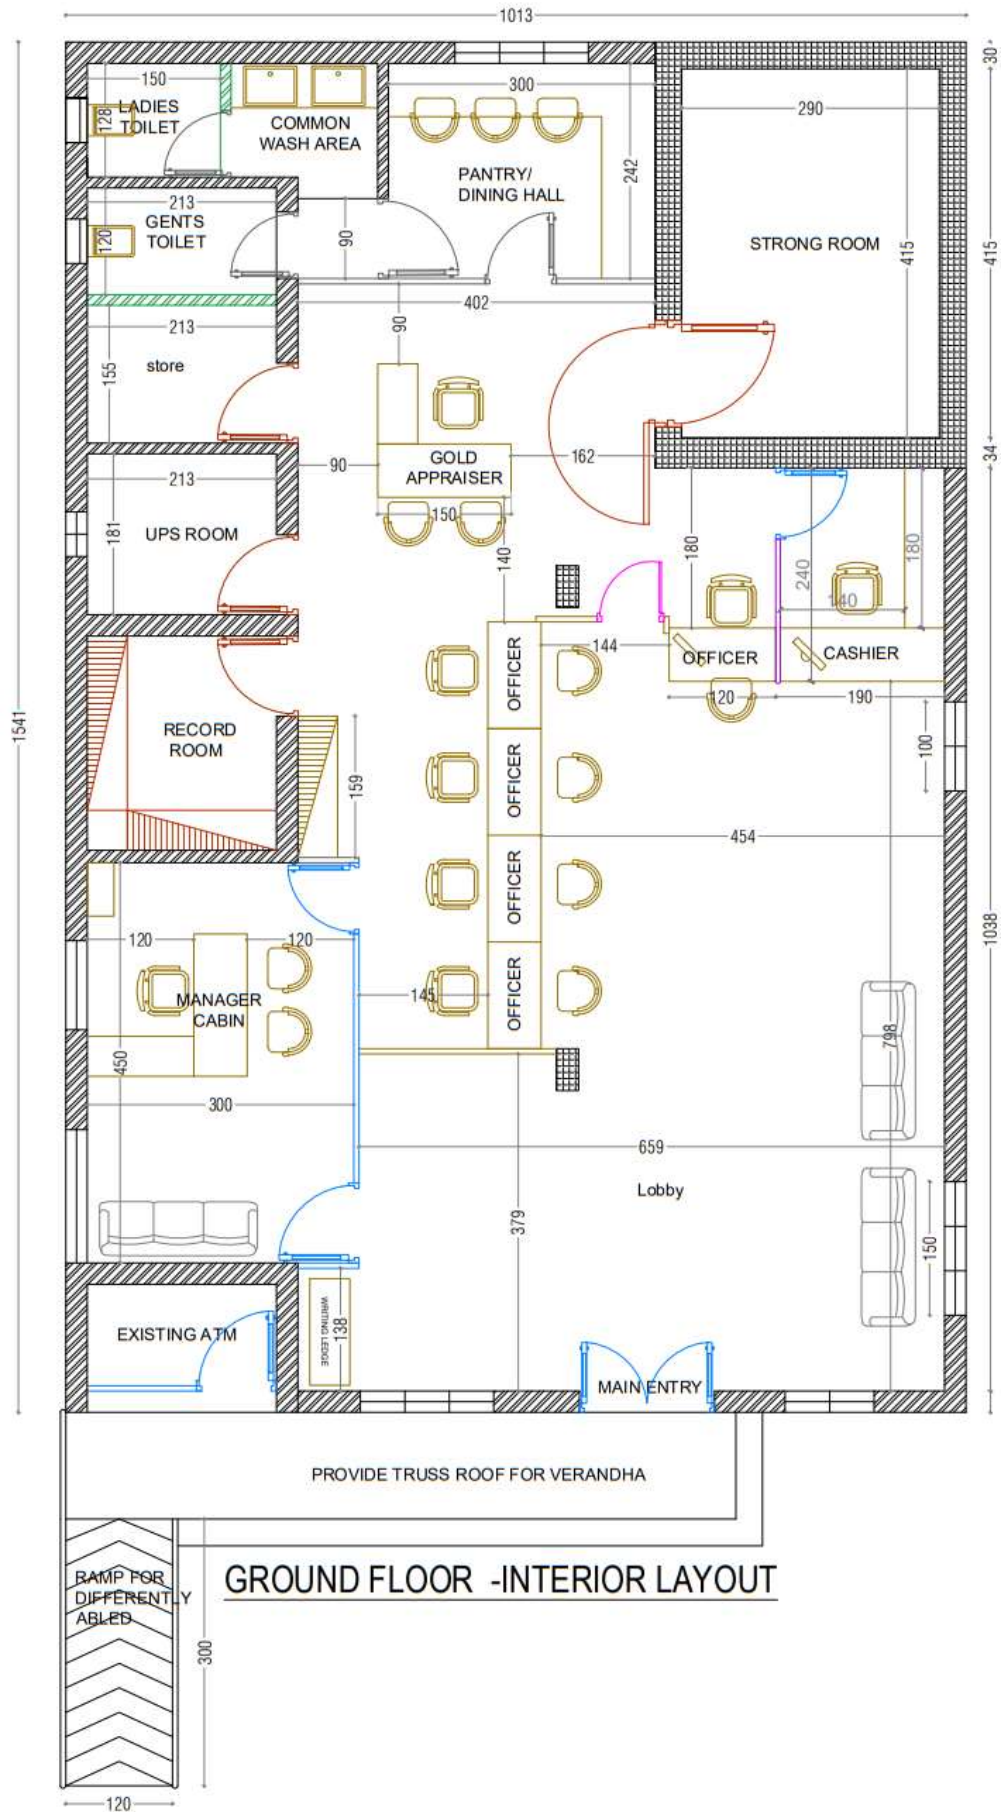 1013
30
150
LADIES
TOILET
128
COMMON
WASH AREA
300
PANTRY/
DINING HALL
242
290
STRONG ROOM
415
415
213
GENTS
TOILET
120
90
402
90
213
store
155
34
90
GOLD
APPRAISER
162
150
213
UPS ROOM
181
140
180
240
180
140
144
OFFICER
CASHIER
120
190
OFFICER
OFFICER
OFFICER
OFFICER
RECORD
ROOM
159
100
454
1541
1038
120
120
MANAGER
CABIN
145
450
300
798
659
Lobby
379
150
WRITING LEDGE
138
EXISTING ATM
MAIN ENTRY
PROVIDE TRUSS ROOF FOR VERANDHA
GROUND FLOOR -INTERIOR LAYOUT
RAMP FOR
DIFFERENTLY
ABLED
300
120